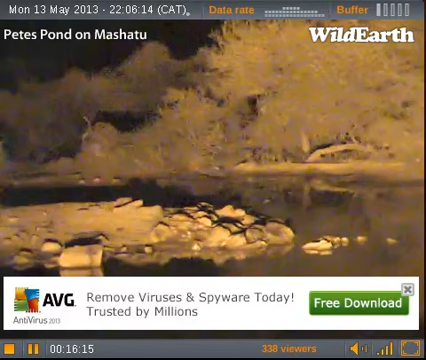 Mon 13 May 2013 - 22:06:14 (CAT)
Data rate
Buffer
Petes Pond on Mashatu
WildEarth
AVG
AntiVirus 2013
Remove Viruses & Spyware Today!
Trusted by Millions
Free Download
00:16:15
338 viewers